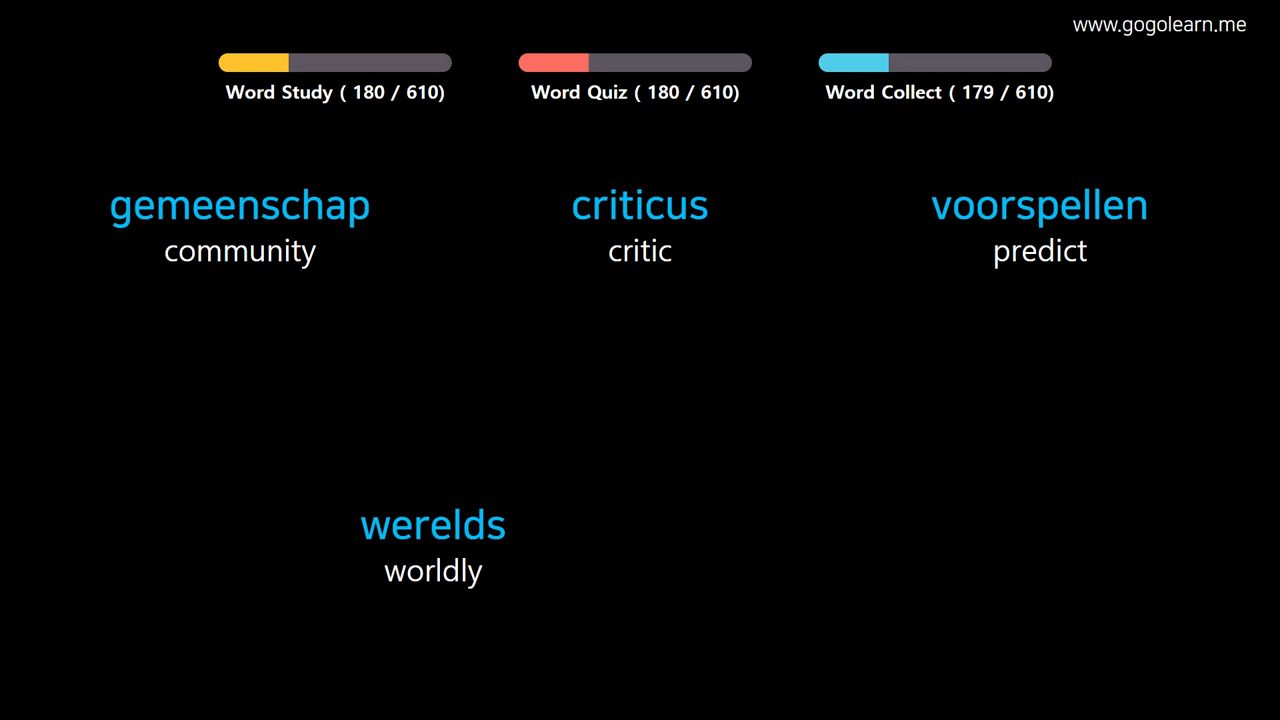 www.gogolearn.me
Word Study ( 180 / 610)
Word Quiz ( 180 / 610)
Word Collect ( 179 / 610)
gemeenschap
community
criticus
critic
voorspellen
predict
werelds
worldly